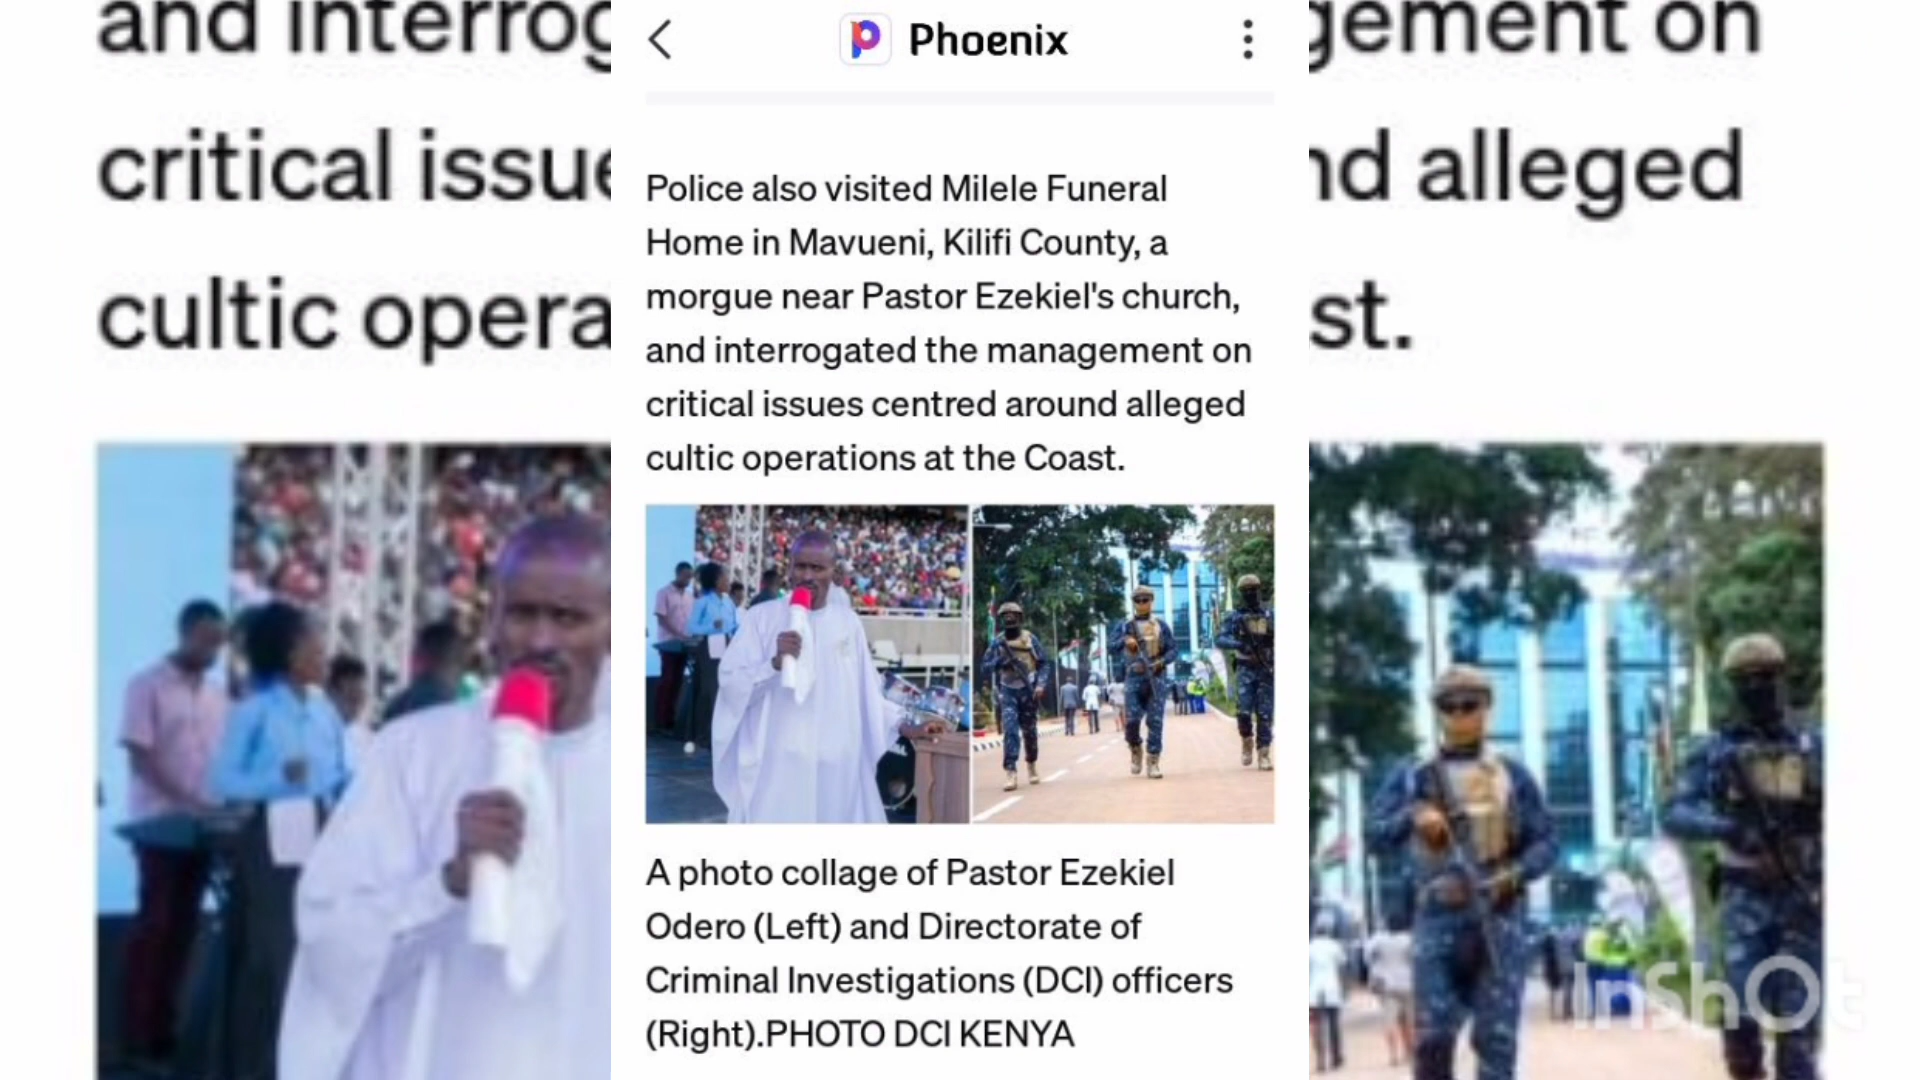 Phoenix
Police also visited Milele Funeral
Home in Mavueni, Kilifi County, a
morgue near Pastor Ezekiel's church,
and interrogated the management on
critical issues centred around alleged
cultic operations at the Coast.
A photo collage of Pastor Ezekiel
Odero (Left) and Directorate of
Criminal Investigations (DCI) officers
(Right).PHOTO DCI KENYA
and interrog
critical issue
cultic opera
gement on
nd alleged
st.
InShOt